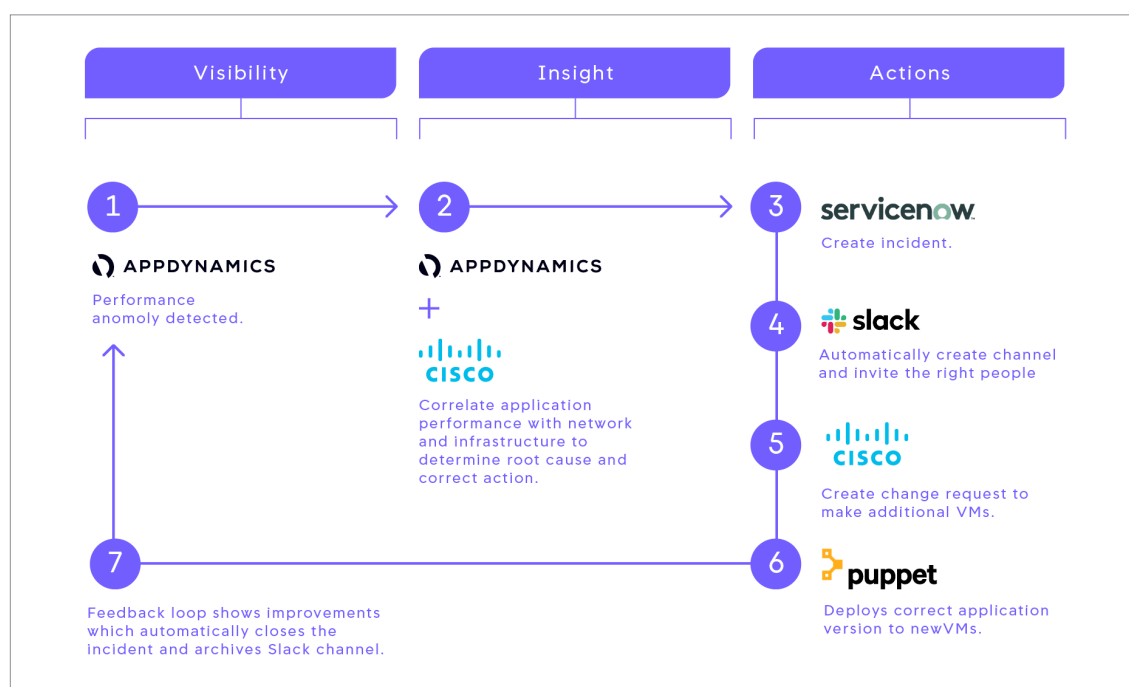 Visibility
Insight
Actions
1
APPDYNAMICS
Performance
anomoly detected.
2
APPDYNAMICS
+
CISCO
Correlate application
performance with network
and infrastructure to
determine root cause and
correct action.
3
servicenow
Create incident.
4
slack
Automatically create channel
and invite the right people
5
CISCO
Create change request to
make additional VMs.
6
puppet
Deploys correct application
version to newVMs.
7
Feedback loop shows improvements
which automatically closes the
incident and archives Slack channel.